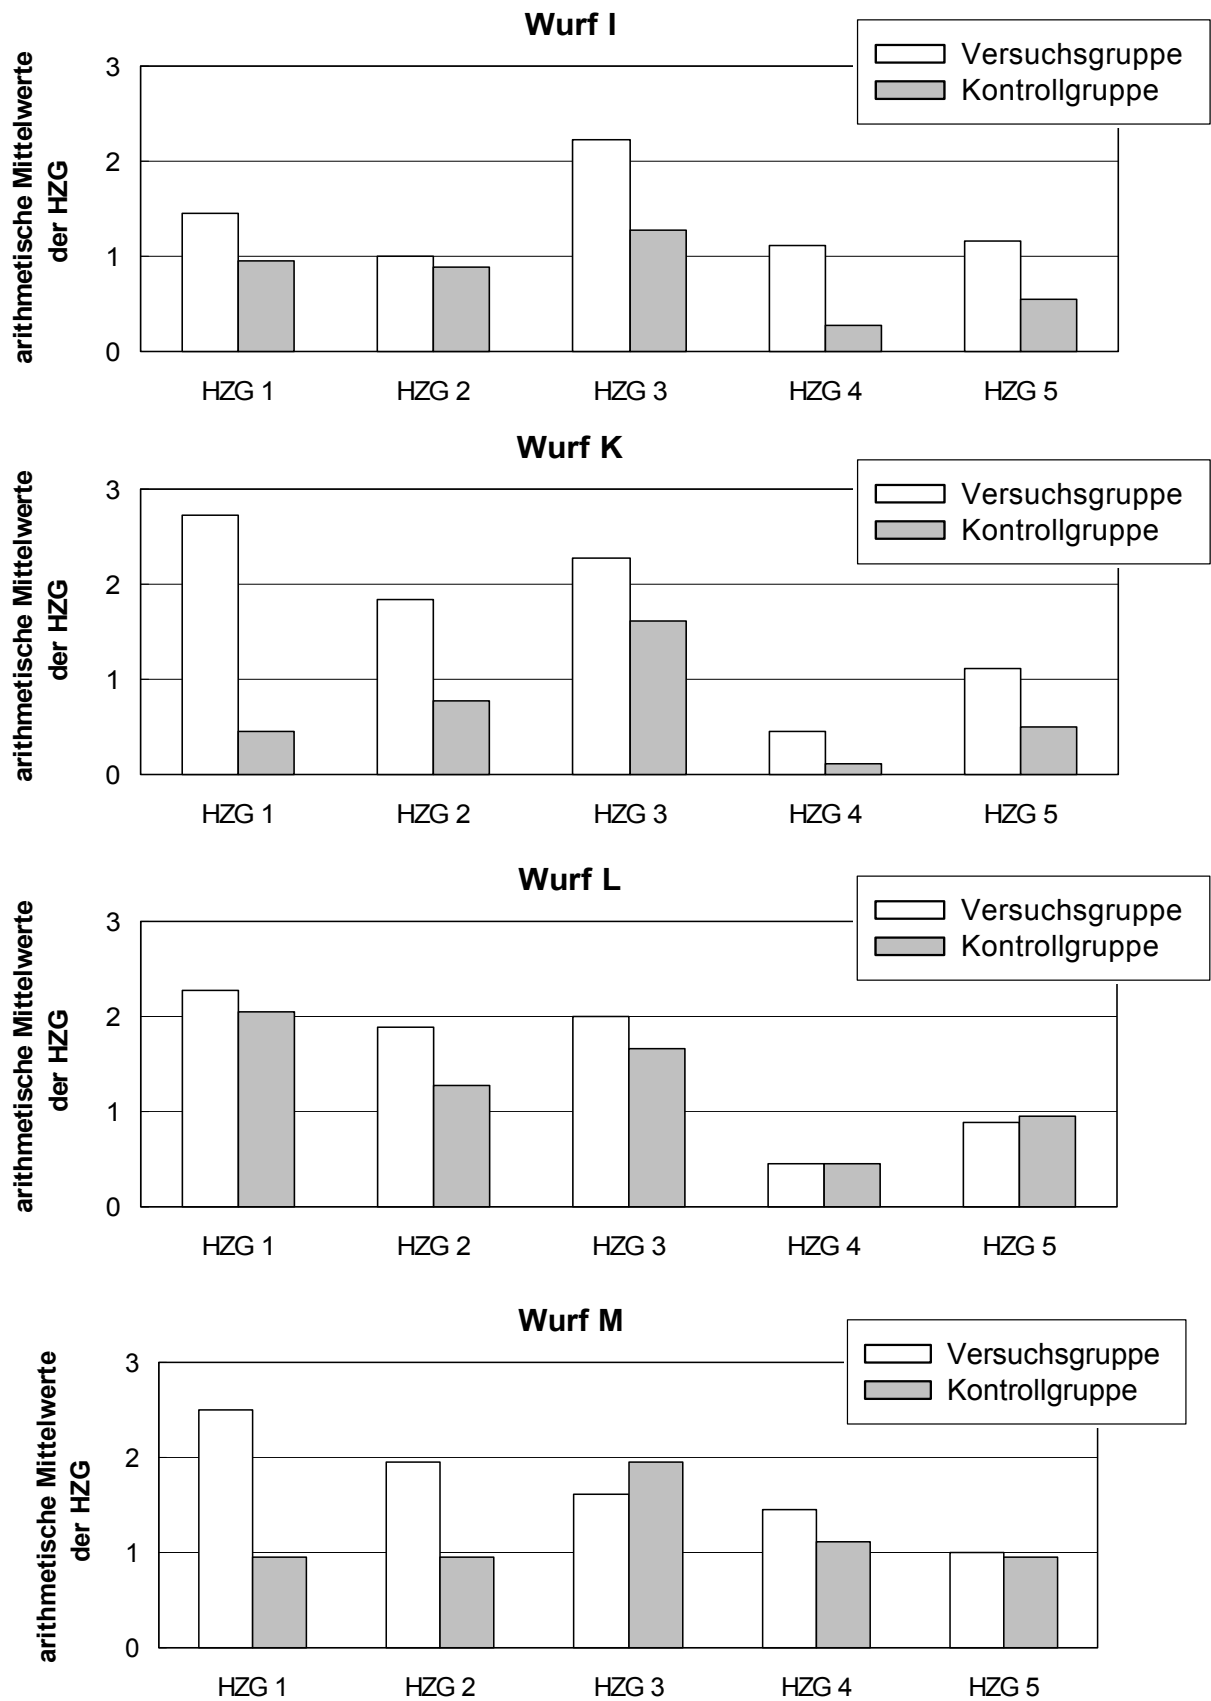 Wurf I
Versuchsgruppe
Kontrollgruppe
arithmetische Mittelwerte
der HZG
3
2
1
0
HZG 1 HZG 2 HZG 3 HZG 4 HZG 5
Wurf K
Versuchsgruppe
Kontrollgruppe
arithmetische Mittelwerte
der HZG
3
2
1
0
HZG 1 HZG 2 HZG 3 HZG 4 HZG 5
Wurf L
Versuchsgruppe
Kontrollgruppe
arithmetische Mittelwerte
der HZG
3
2
1
0
HZG 1 HZG 2 HZG 3 HZG 4 HZG 5
Wurf M
Versuchsgruppe
Kontrollgruppe
arithmetische Mittelwerte
der HZG
3
2
1
0
HZG 1 HZG 2 HZG 3 HZG 4 HZG 5